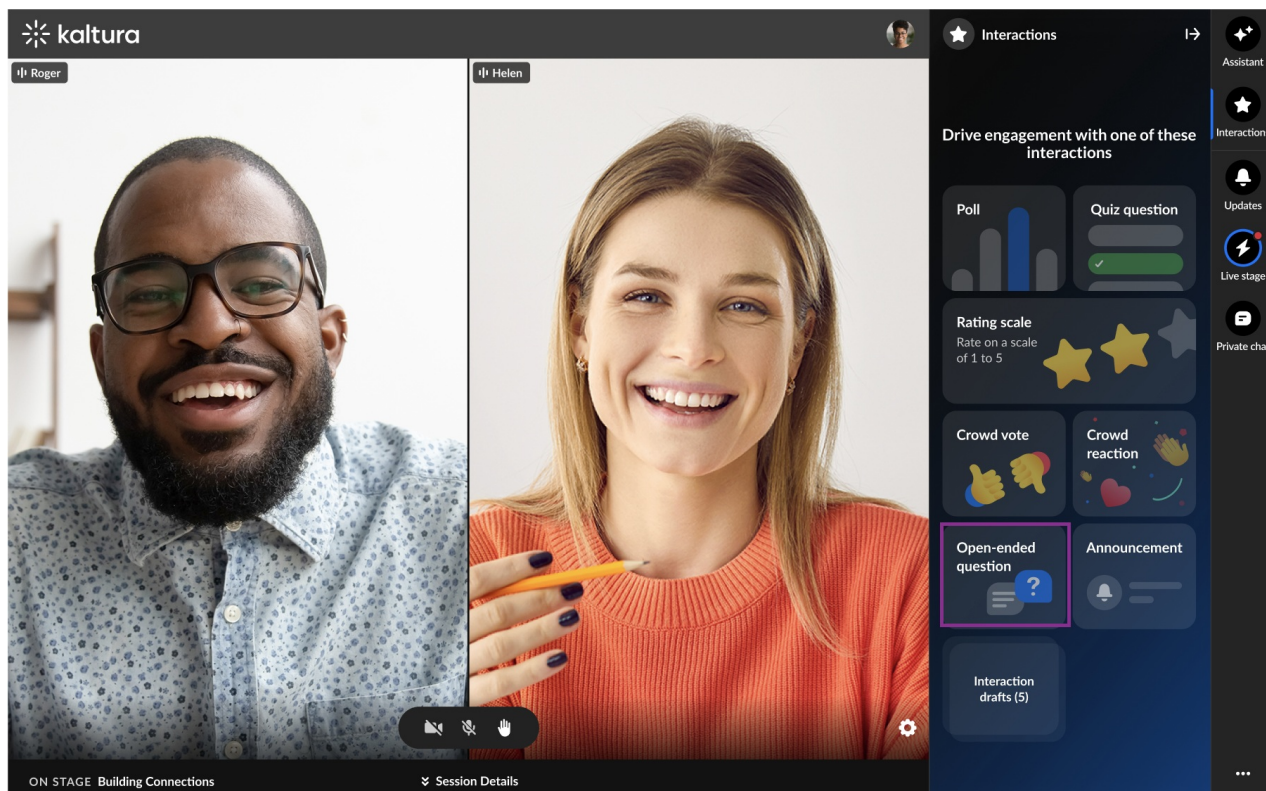 kaltura
Roger
Helen
ON STAGE Building Connections
Session Details
Interactions
Drive engagement with one of these
interactions
Poll
Quiz question
Rating scale
Rate on a scale
of 1 to 5
Crowd vote
Crowd
reaction
Open-ended
question
?
Announcement
Interaction
drafts (5)
Assistant
Interaction
Updates
Live stage
Private cha